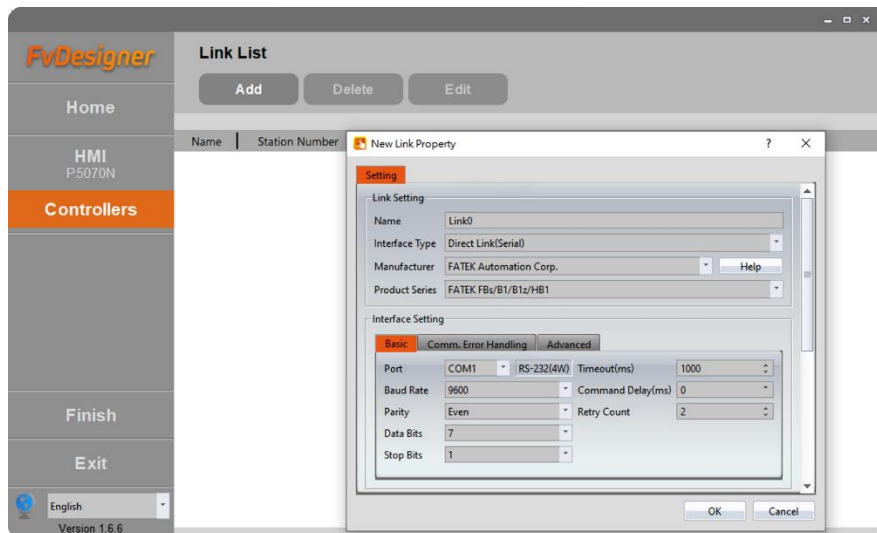 FvDesigner
Link List
Add Delete Edit
Home
HMI
P5070N
Controllers
Finish
Exit
English
Version 1.6.6
Name Station Number
New Link Property ? ×
Setting
Link Setting
Name Link0
Interface Type Direct Link(Serial)
Manufacturer FATEK Automation Corp. Help
Product Series FATEK FBs/B1/B1z/HB1
Interface Setting
Basic Comm. Error Handling Advanced
Port COM1 RS-232(4W) Timeout(ms) 1000
Baud Rate 9600 Command Delay(ms) 0
Parity Even Retry Count 2
Data Bits 7
Stop Bits 1
OK Cancel